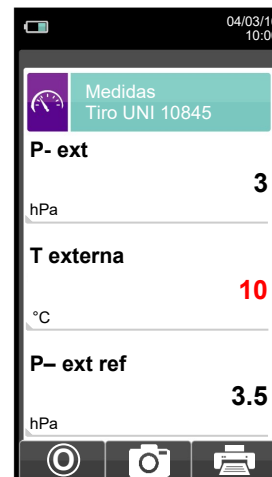 04/03/1
10:0
Medidas
Tiro UNI 10845
P- ext
3
hPa
T externa
10
°C
P– ext ref
3.5
hPa